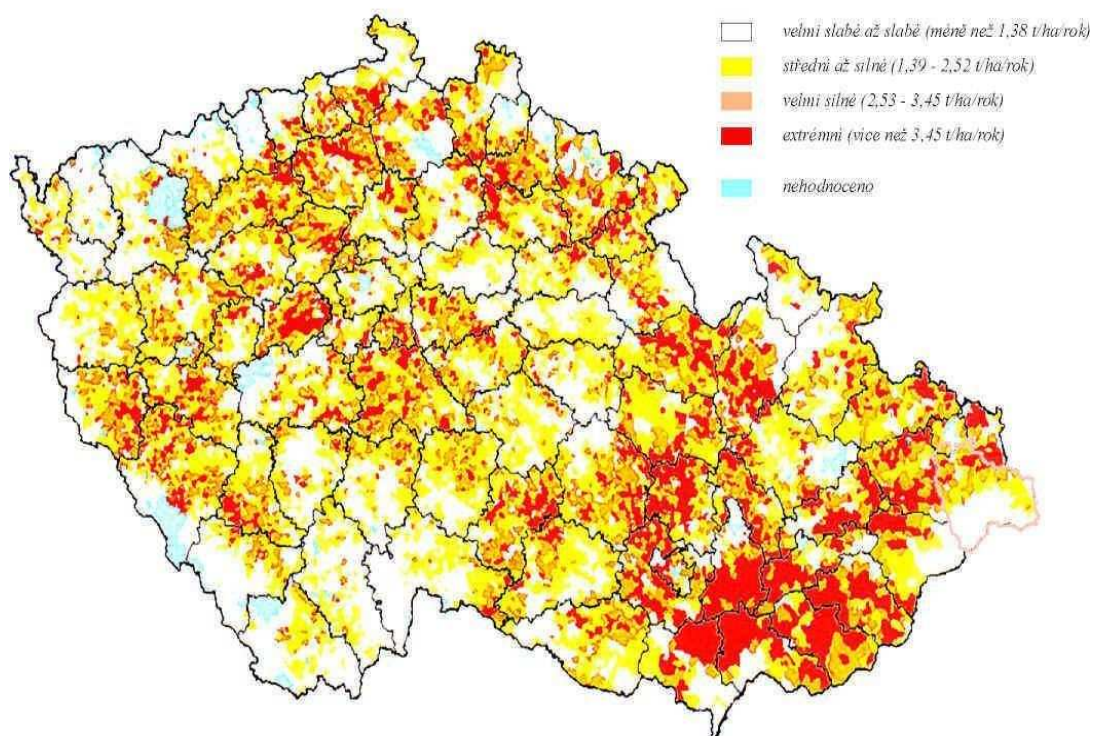 velmi slabé až slabé (méně než 1,38 t/ha/rok)
střední až silné (1,39 - 2,52 t/ha/rok)
velmi silné (2,53 - 3,45 t/ha/rok)
extrémní (více než 3,45 t/ha/rok)
nehodnoceno